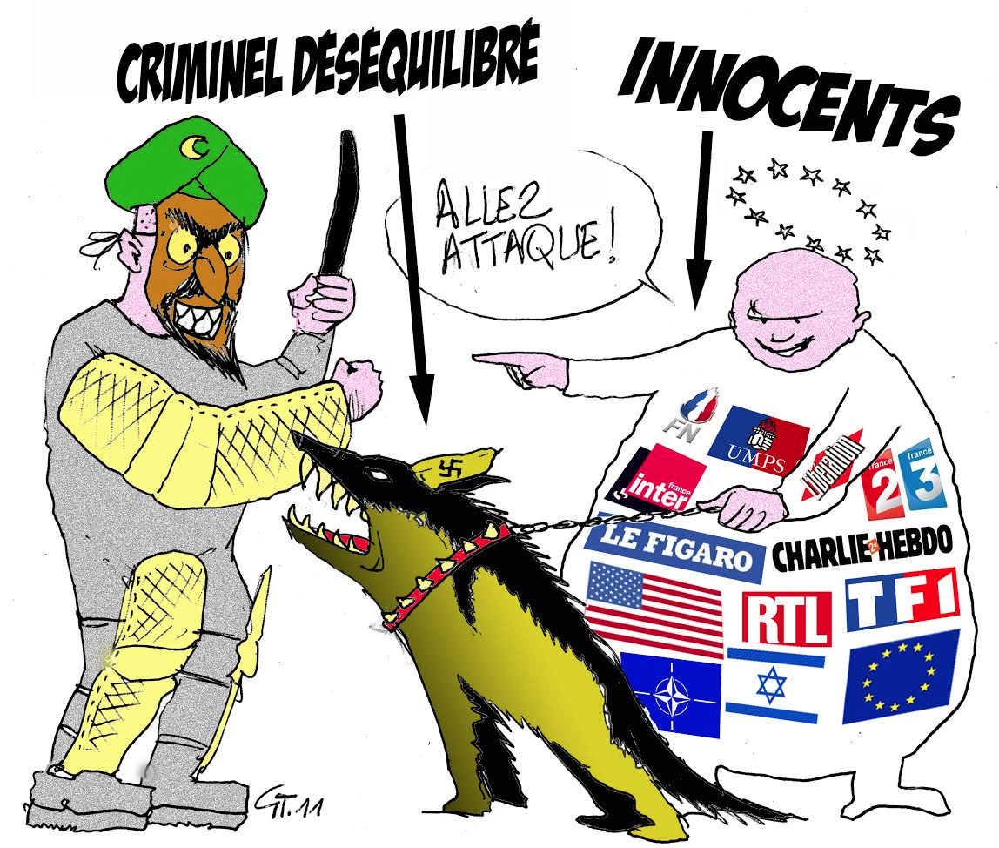 CRIMINEL DÉSÉQUILIBRÉ
INNOCENTS
ALLEZ
ATTAQUE!
FN
UMPS
Libération
france
2
france
3
france
inter
LE FIGARO
CHARLIE HEBDO
RTL
TF1
GT.11